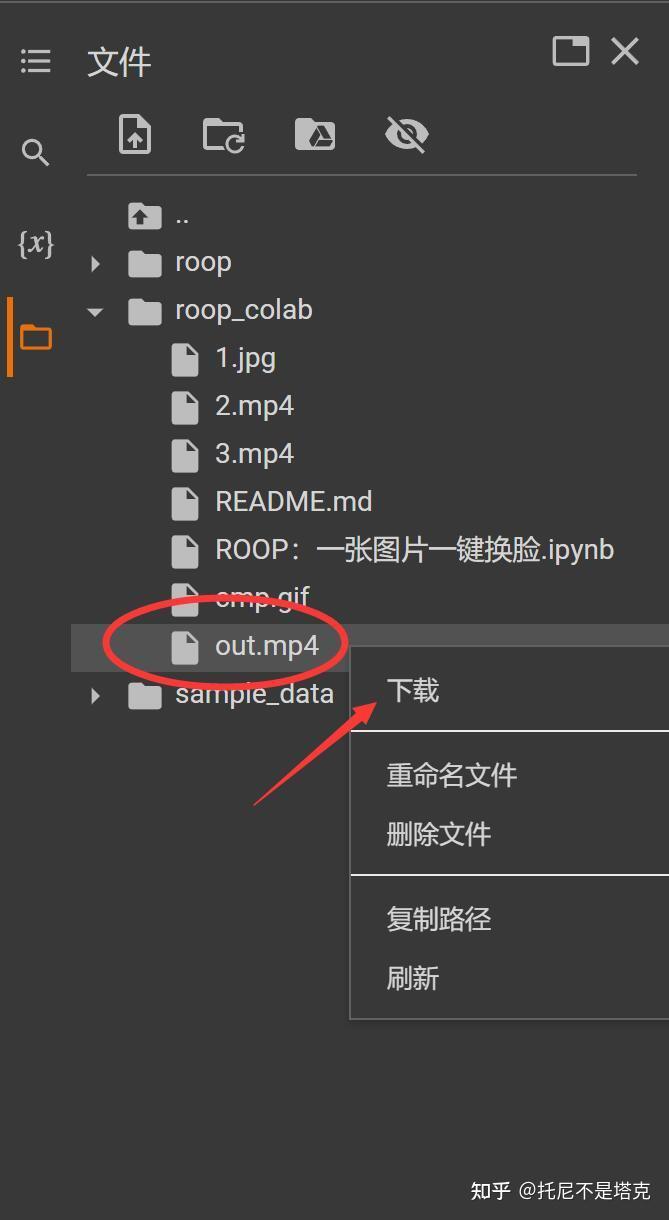 文件
{x}
..
roop
roop_colab
1.jpg
2.mp4
3.mp4
README.md
ROOP：一张图片一键换脸.ipynb
cmp.gif
out.mp4
sample_data
下载
重命名文件
删除文件
复制路径
刷新
知乎 @托尼不是塔克